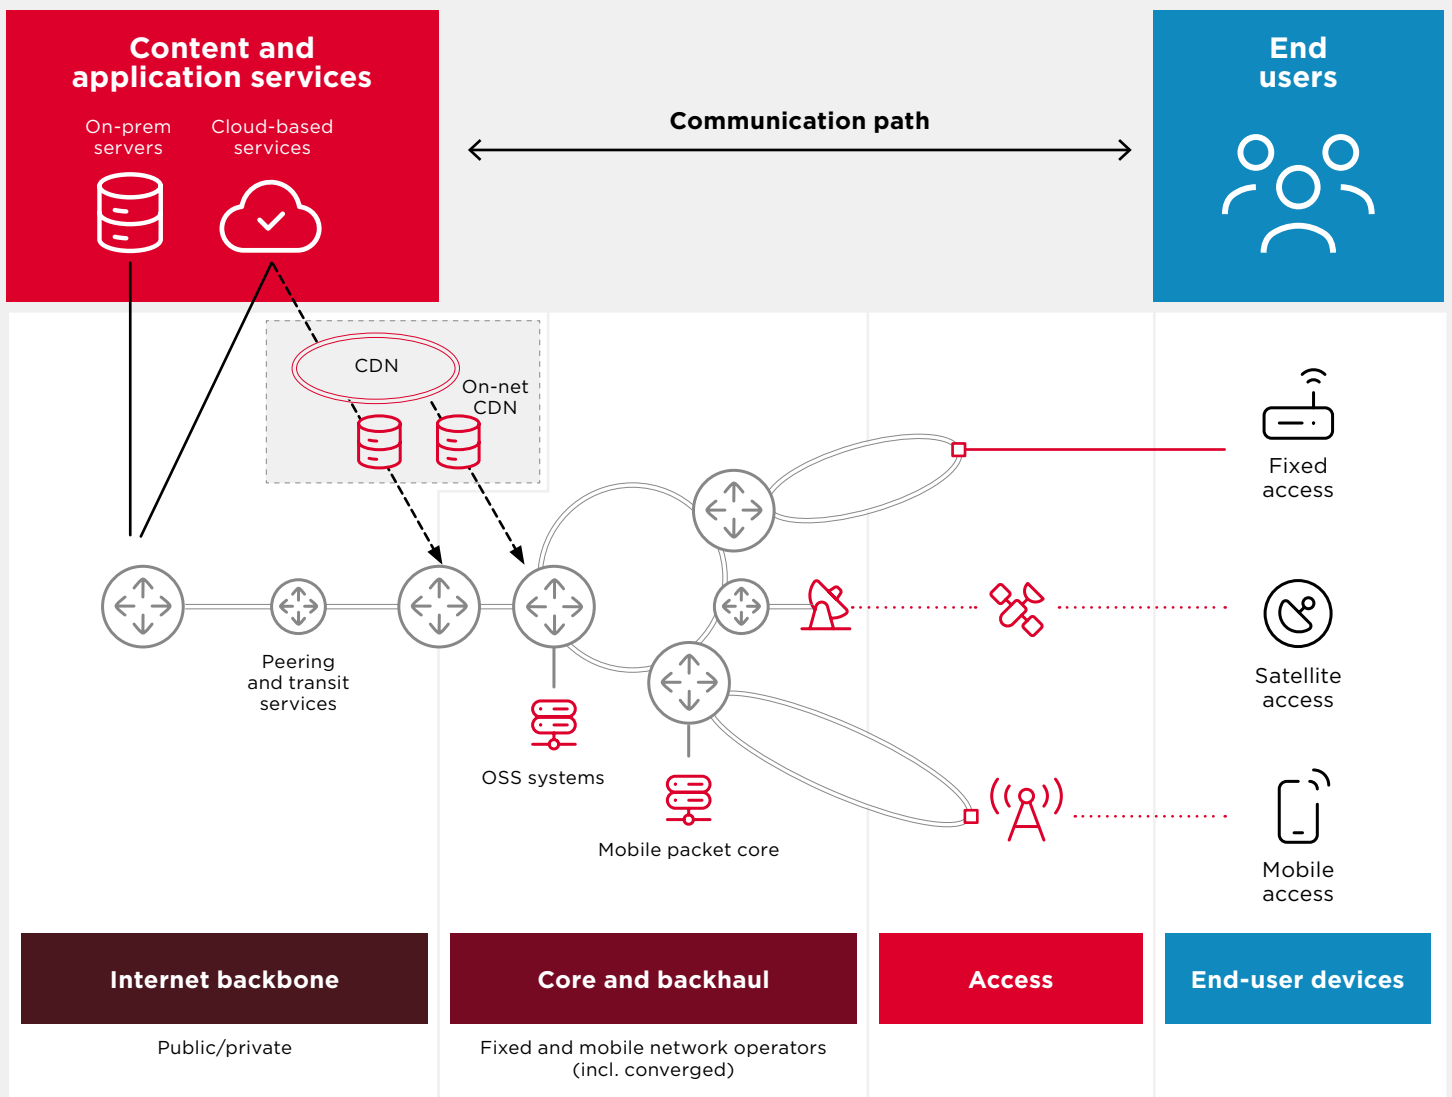 Content and
application services
On-prem
servers
Cloud-based
services
Communication path
End
users
CDN
On-net
CDN
Fixed
access
Peering
and transit
services
Satellite
access
OSS systems
Mobile packet core
Mobile
access
Internet backbone
Core and backhaul
Access
End-user devices
Public/private
Fixed and mobile network operators
(incl. converged)